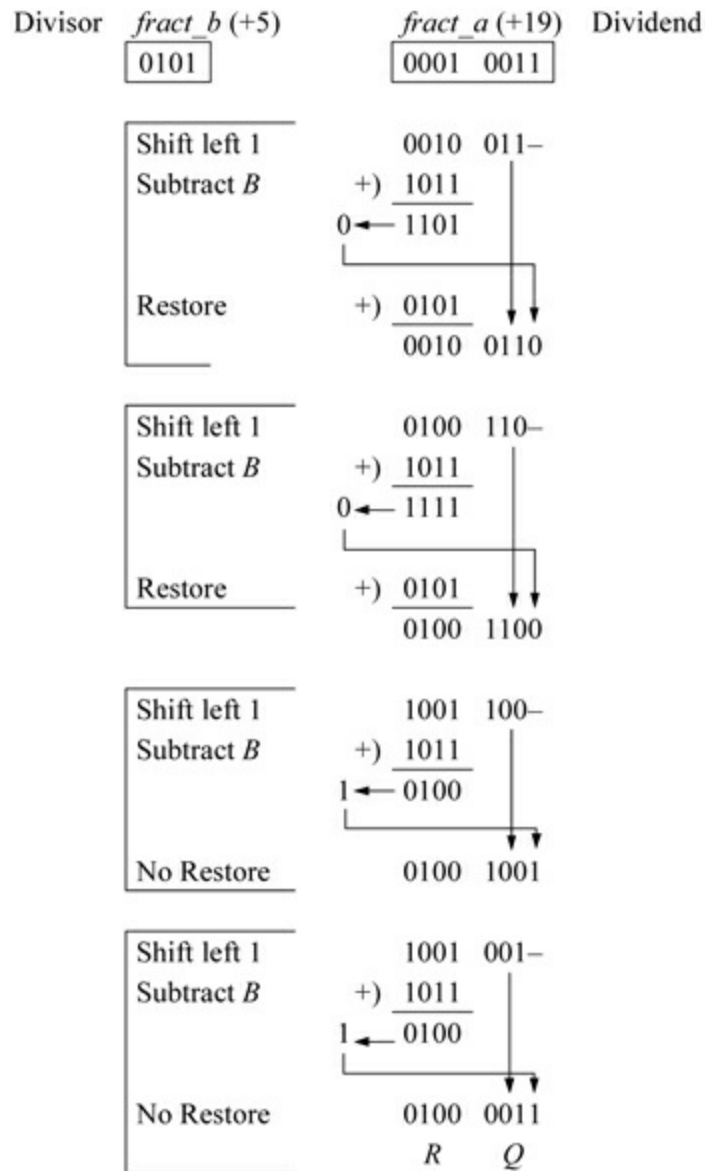 Divisor fract_b (+5) fract_a (+19) Dividend
0101 0001 0011
Shift left 1 0010 011–
Subtract B +) 1011
0 1101
Restore +) 0101
0010 0110
Shift left 1 0100 110–
Subtract B +) 1011
0 1111
Restore +) 0101
0100 1100
Shift left 1 1001 100–
Subtract B +) 1011
1 0100
No Restore 0100 1001
Shift left 1 1001 001–
Subtract B +) 1011
1 0100
No Restore 0100 0011
R Q